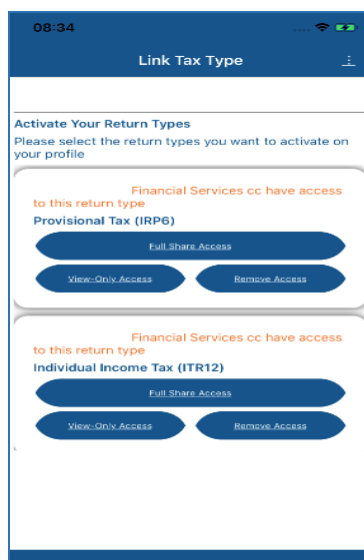 08:34
Link Tax Type
Activate Your Return Types
Please select the return types you want to activate on
your profile
Financial Services cc have access
to this return type
Provisional Tax (IRP6)
Full Share Access
View-Only Access Remove Access
Financial Services cc have access
to this return type
Individual Income Tax (ITR12)
Full Share Access
View-Only Access Remove Access